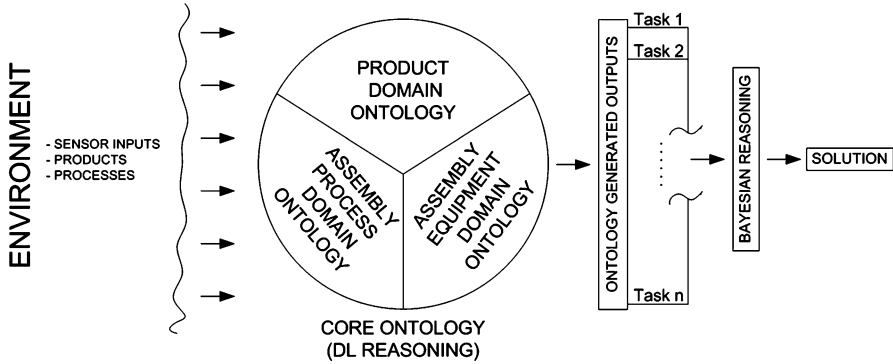 ENVIRONMENT
- SENSOR INPUTS
- PRODUCTS
- PROCESSES
PRODUCT
DOMAIN
ONTOLOGY
ASSEMBLY
PROCESS
DOMAIN
ONTOLOGY
ASSEMBLY
EQUIPMENT
DOMAIN
ONTOLOGY
CORE ONTOLOGY
(DL REASONING)
ONTOLOGY GENERATED OUTPUTS
Task 1
Task 2
Task n
BAYESIAN REASONING
SOLUTION